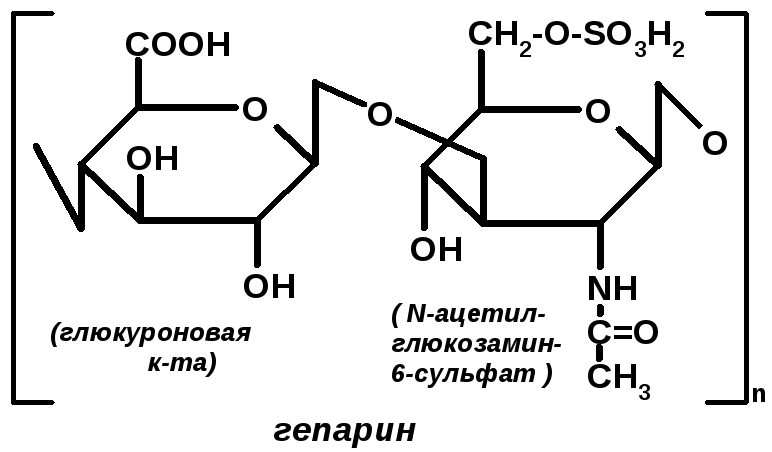 COOH
CH2-O-SO3H2
O
O
O
O
OH
OH
OH
NH
C=O
CH3
(глюкуроновая
к-та)
( N-ацетил-
глюкозамин-
6-сульфат )
n
гепарин